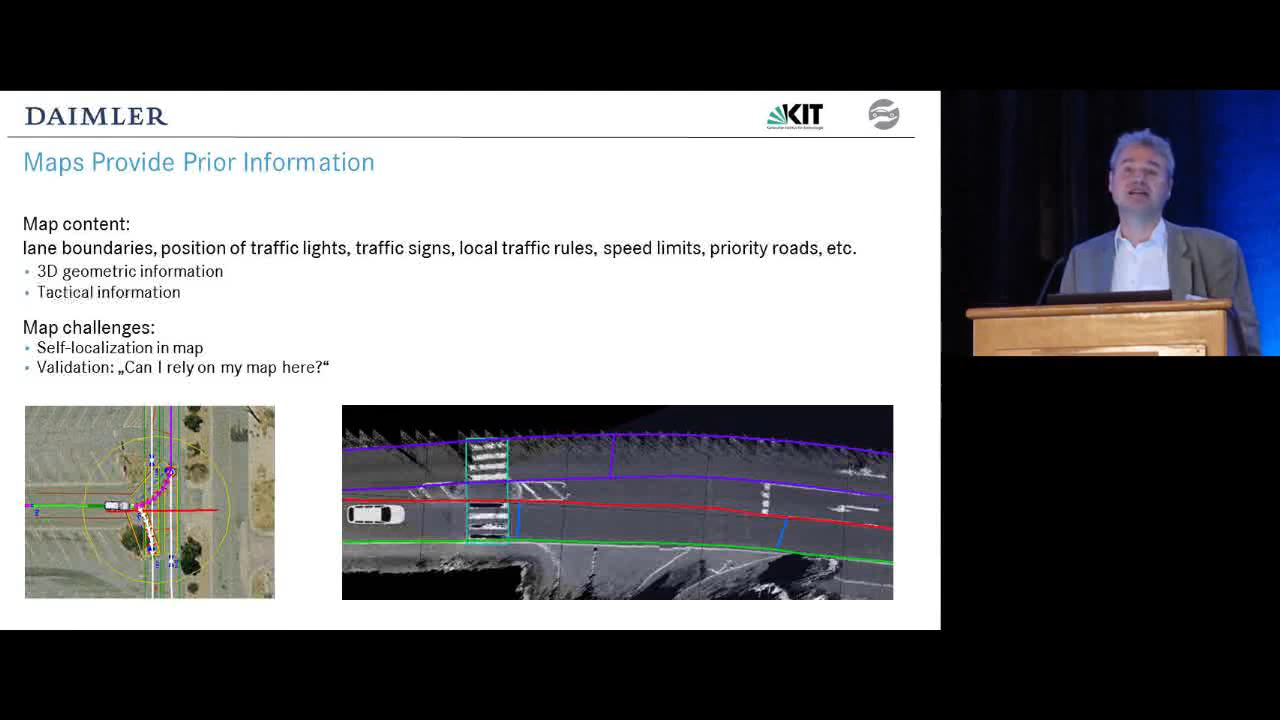 DAIMLER
KIT
Maps Provide Prior Information
Map content:
lane boundaries, position of traffic lights, traffic signs, local traffic rules, speed limits, priority roads, etc.
• 3D geometric information
• Tactical information
Map challenges:
• Self-localization in map
• Validation: „Can I rely on my map here?“